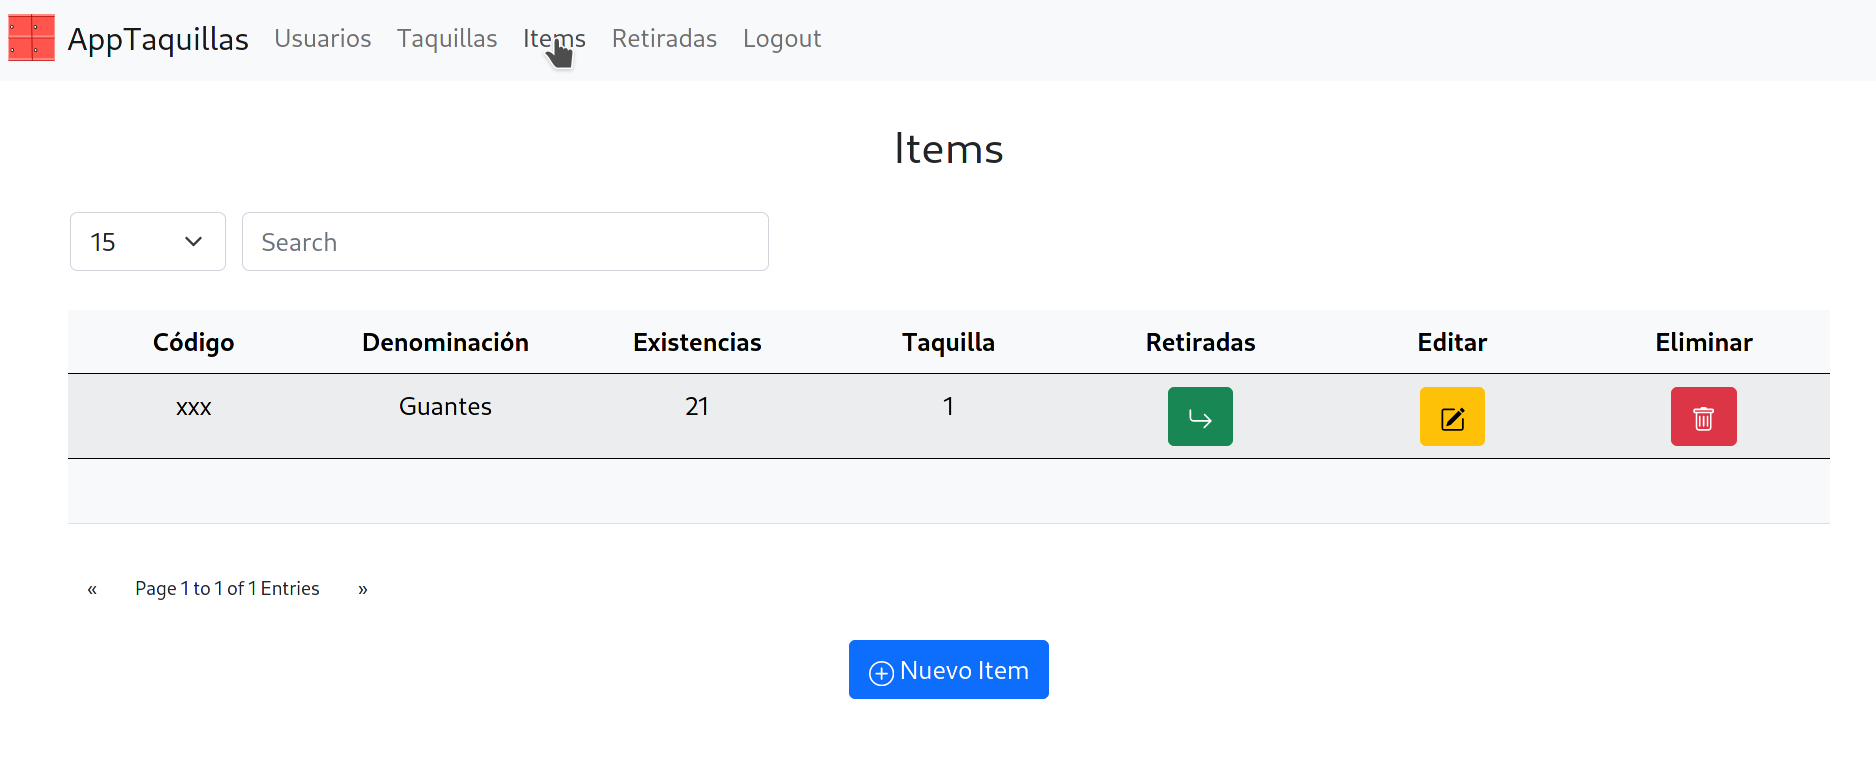 AppTaquillas Usuarios Taquillas Items Retiradas Logout
Items
15 Search
Código Denominación Existencias Taquilla Retiradas Editar Eliminar
xxx Guantes 21 1
« Page 1 to 1 of 1 Entries »
Nuevo Item